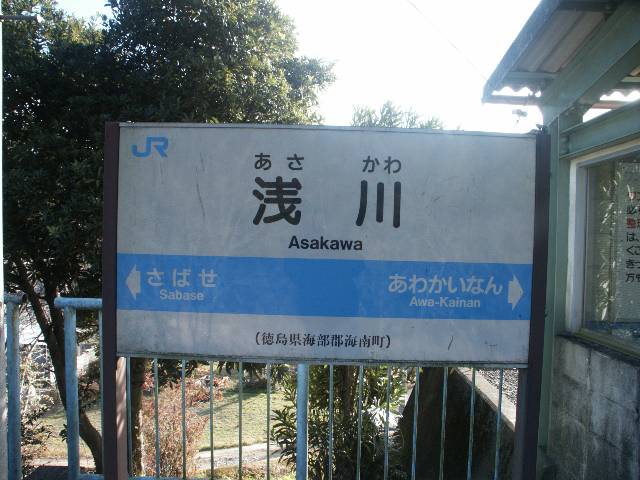 JR
あさ かわ
浅川
Asakawa
さばせ
Sabase
あわかいなん
Awa-Kainan
(徳島県海部郡海南町)